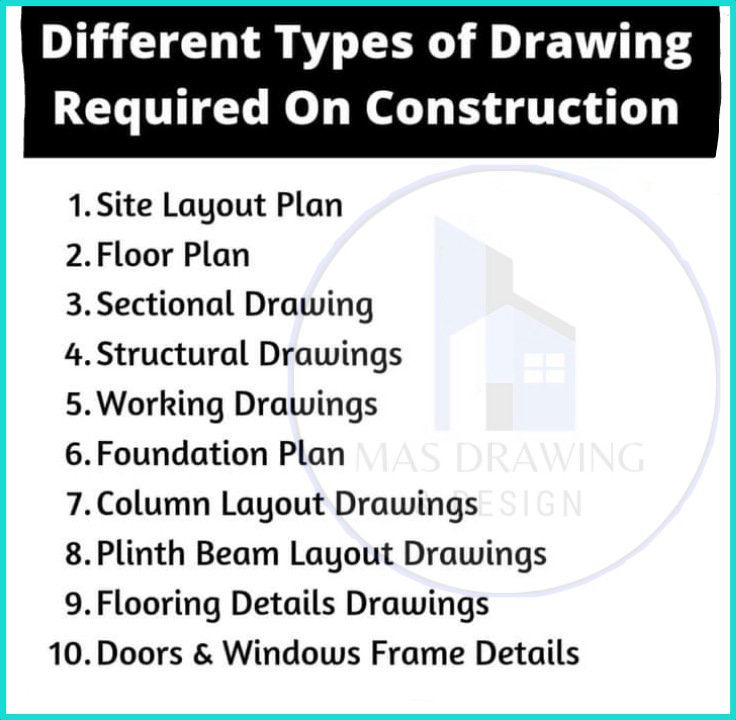 Different Types of Drawing
Required On Construction
1. Site Layout Plan
2. Floor Plan
3. Sectional Drawing
4. Structural Drawings
5. Working Drawings
6. Foundation Plan
7. Column Layout Drawings
8. Plinth Beam Layout Drawings
9. Flooring Details Drawings
10. Doors & Windows Frame Details
MAS DRAWING
DESIGN